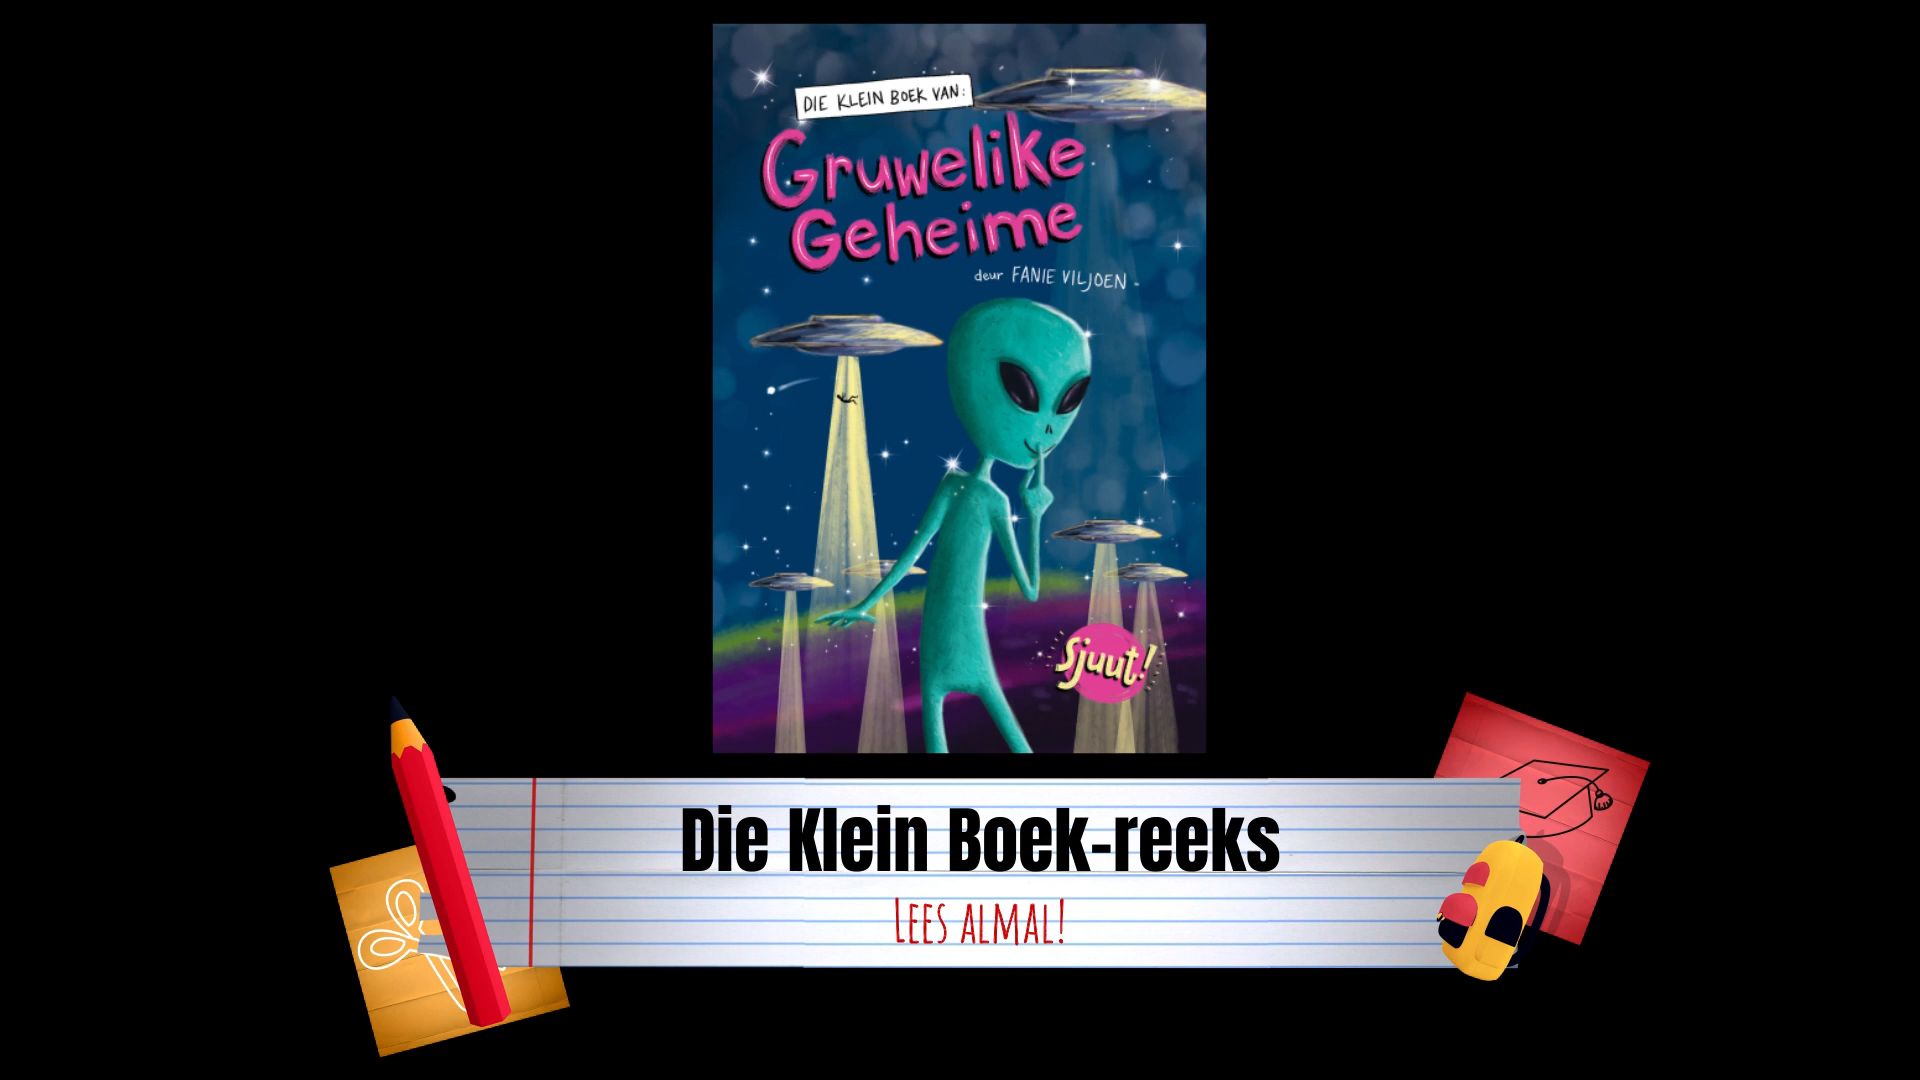 DIE KLEIN BOEK VAN:
Gruwelike
Geheime
deur FANIE VILJOEN
Sjuut!
Die Klein Boek-reeks
LEES ALMAL!